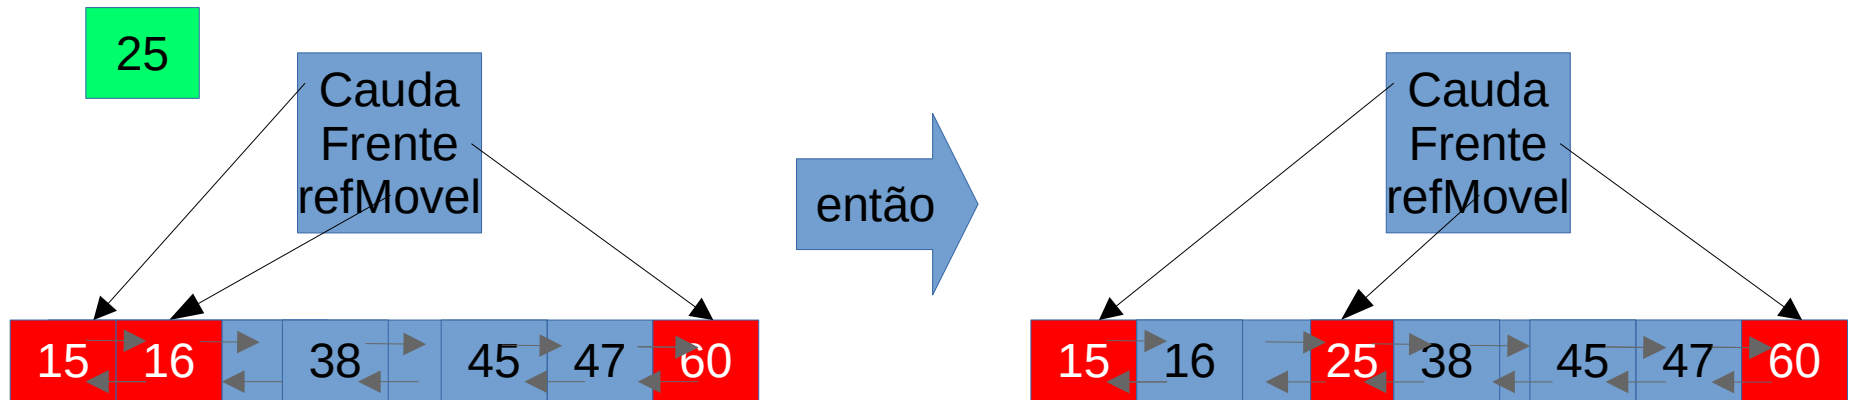 25
Cauda
Frente
refMovel
15 16 38 45 47 60
então
Cauda
Frente
refMovel
15 16 25 38 45 47 60